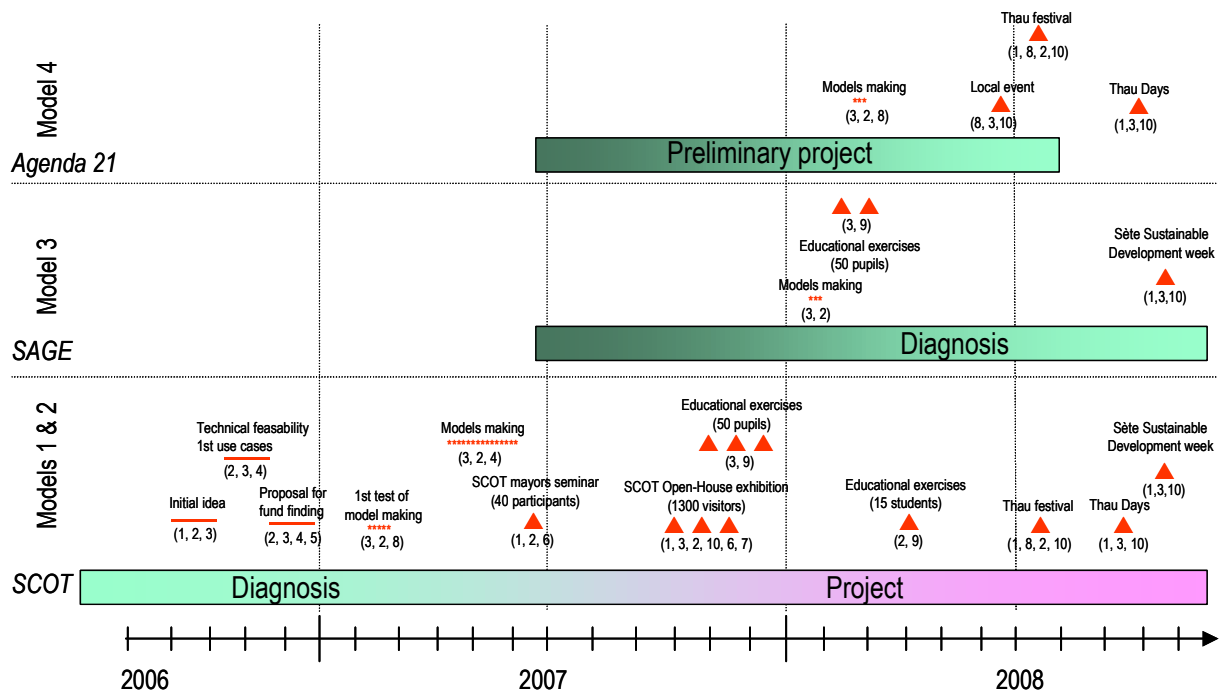 Model 4
Agenda 21
Thau festival
(1, 8, 2,10)
Models making
***
(3, 2, 8)
Local event
(8, 3,10)
Thau Days
(1,3,10)
Preliminary project
Model 3
SAGE
(3, 9)
Educational exercises
(50 pupils)
Models making
***
(3, 2)
Sète Sustainable
Development week
(1,3,10)
Diagnosis
Models 1 & 2
SCOT
Technical feasability
1st use cases
(2, 3, 4)
Initial idea
(1, 2, 3)
Proposal for
fund finding
(2, 3, 4, 5)
1st test of
model making
*****
(3, 2, 8)
Models making
***************
(3, 2, 4)
SCOT mayors seminar
(40 participants)
(1, 2, 6)
Educational exercises
(50 pupils)
(3, 9)
SCOT Open-House exhibition
(1300 visitors)
(1, 3, 2, 10, 6, 7)
Educational exercises
(15 students)
(2, 9)
Thau festival
(1, 8, 2, 10)
Thau Days
(1, 3, 10)
Sète Sustainable
Development week
(1,3,10)
Diagnosis
Project
2006
2007
2008